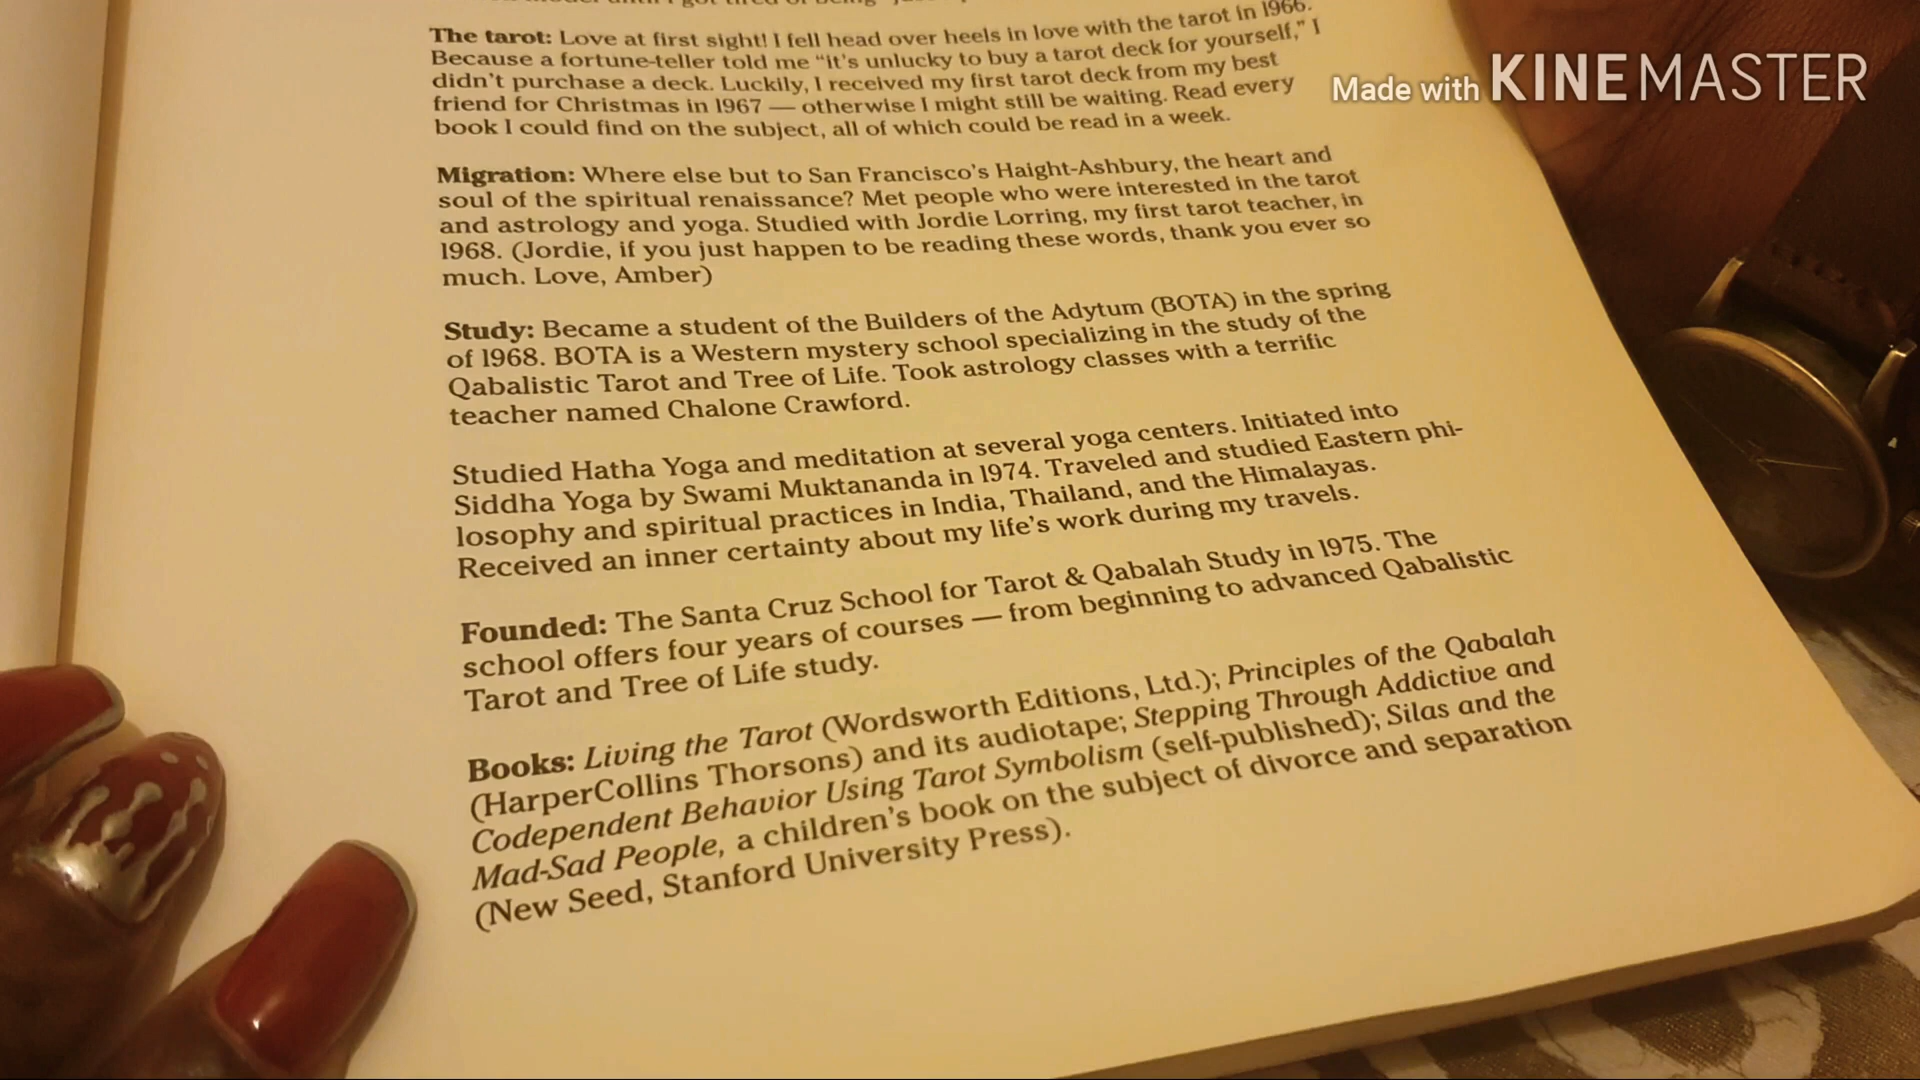 The tarot: Love at first sight! I fell head over heels in love with the tarot in 1966.
Because a fortune-teller told me “it’s unlucky to buy a tarot deck for yourself,” I
didn’t purchase a deck. Luckily, I received my first tarot deck from my best
friend for Christmas in 1967 — otherwise I might still be waiting. Read every
book I could find on the subject, all of which could be read in a week.
Migration: Where else but to San Francisco’s Haight-Ashbury, the heart and
soul of the spiritual renaissance? Met people who were interested in the tarot
and astrology and yoga. Studied with Jordie Lorring, my first tarot teacher, in
1968. (Jordie, if you just happen to be reading these words, thank you ever so
much. Love, Amber)
Study: Became a student of the Builders of the Adytum (BOTA) in the spring
of 1968. BOTA is a Western mystery school specializing in the study of the
Qabalistic Tarot and Tree of Life. Took astrology classes with a terrific
teacher named Chalone Crawford.
Studied Hatha Yoga and meditation at several yoga centers. Initiated into
Siddha Yoga by Swami Muktananda in 1974. Traveled and studied Eastern phi-
losophy and spiritual practices in India, Thailand, and the Himalayas.
Received an inner certainty about my life’s work during my travels.
Founded: The Santa Cruz School for Tarot & Qabalah Study in 1975. The
school offers four years of courses — from beginning to advanced Qabalistic
Tarot and Tree of Life study.
Books: Living the Tarot (Wordsworth Editions, Ltd.); Principles of the Qabalah
(HarperCollins Thorsons) and its audiotape; Stepping Through Addictive and
Codependent Behavior Using Tarot Symbolism (self-published); Silas and the
Mad-Sad People, a children’s book on the subject of divorce and separation
(New Seed, Stanford University Press).
Made with KINEMASTER